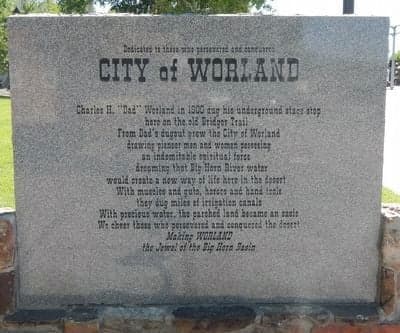 Dedicated to those who persevered and conquered
CITY of WORLAND
Charles H. "Dad" Worland in 1900 dug his underground stage stop
here on the old Bridger Trail
From Dad's dugout grew the City of Worland
drawing pioneer men and women possessing
an indomitable spiritual force
dreaming that Big Horn River water
would create a new way of life here in the desert
With muscles and guts, horses and hand tools
they dug miles of irrigation canals
With precious water, the parched land became an oasis
We cheer those who persevered and conquered the desert
Making WORLAND
the Jewel of the Big Horn Basin